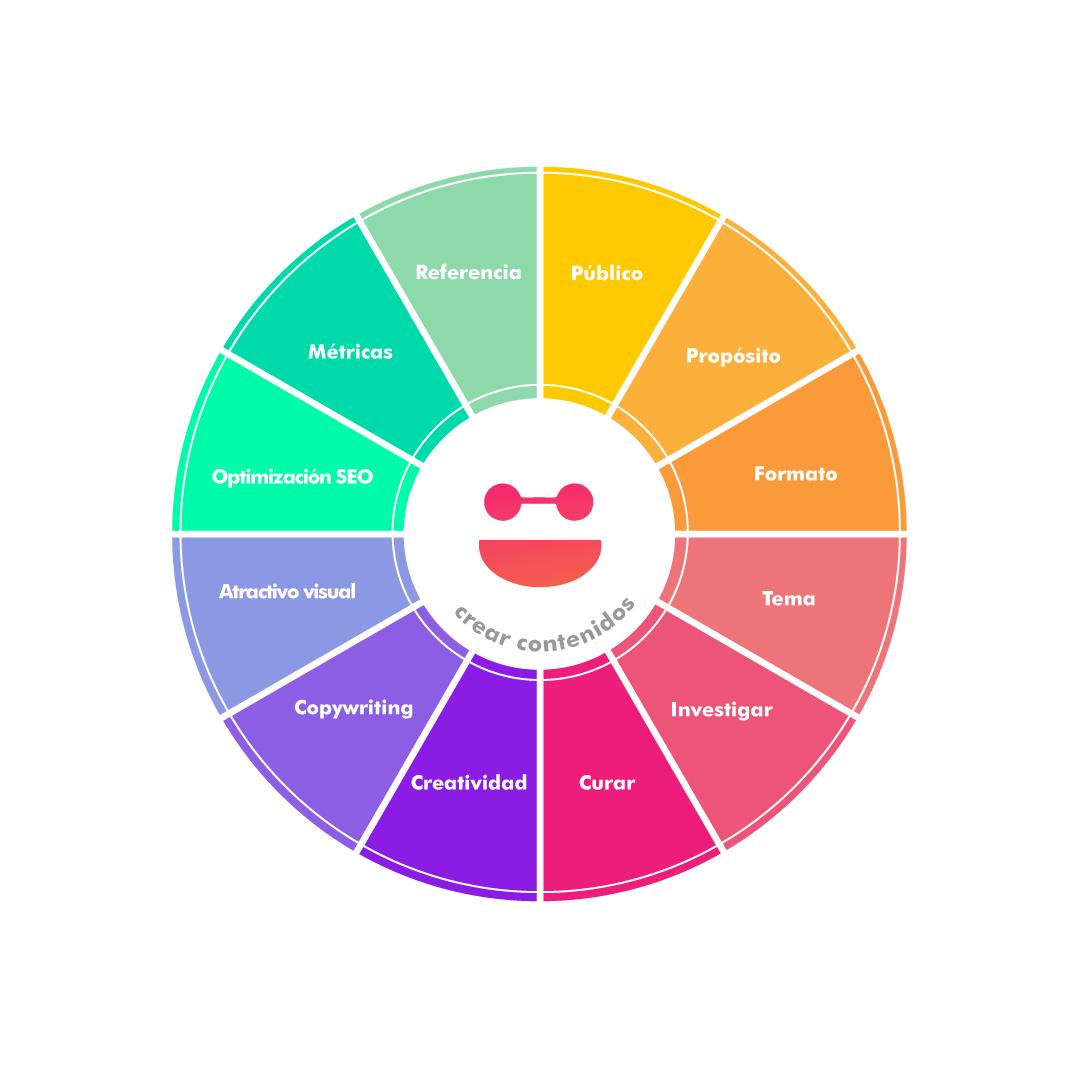 Público
Propósito
Formato
Tema
Investigar
Curar
Creatividad
Copywriting
Atractivo visual
Optimización SEO
Métricas
Referencia
crear contenidos